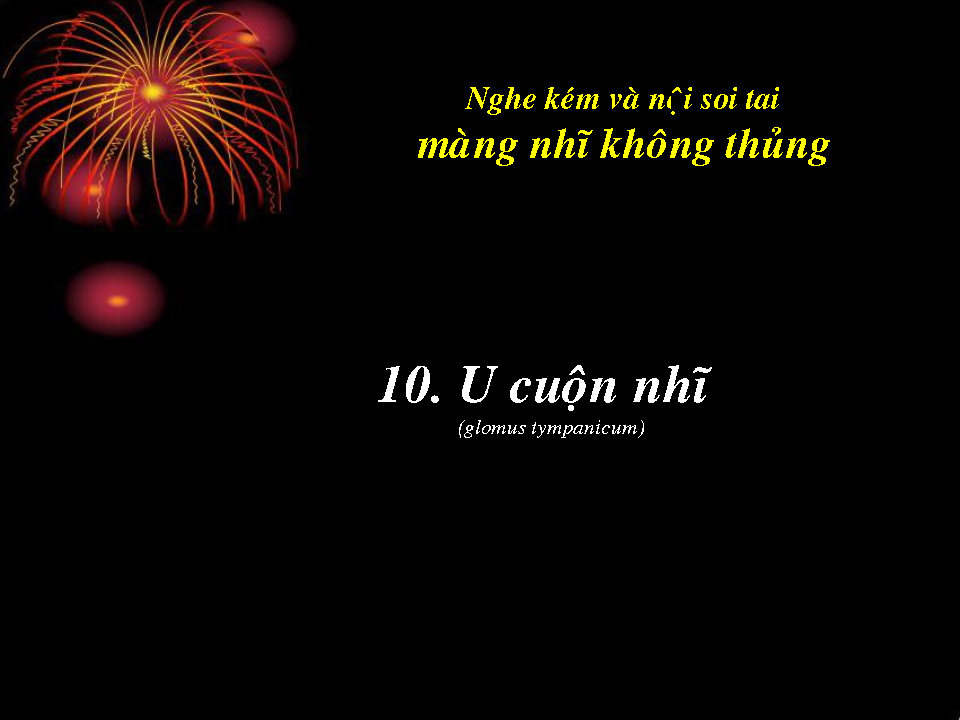 Nghe kém và nội soi tai
màng nhĩ không thủng
10. U cuộn nhĩ
(glomus tympanicum)